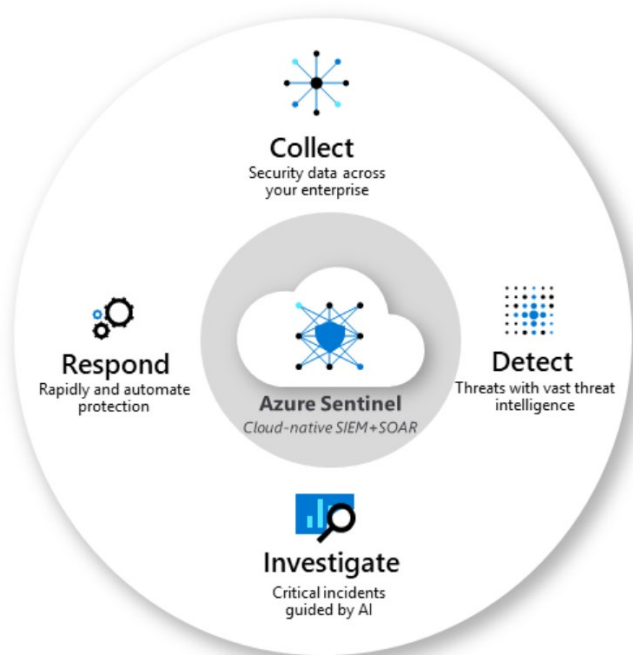 Collect
Security data across
your enterprise
Respond
Rapidly and automate
protection
Detect
Threats with vast threat
intelligence
Azure Sentinel
Cloud-native SIEM+SOAR
Investigate
Critical incidents
guided by AI